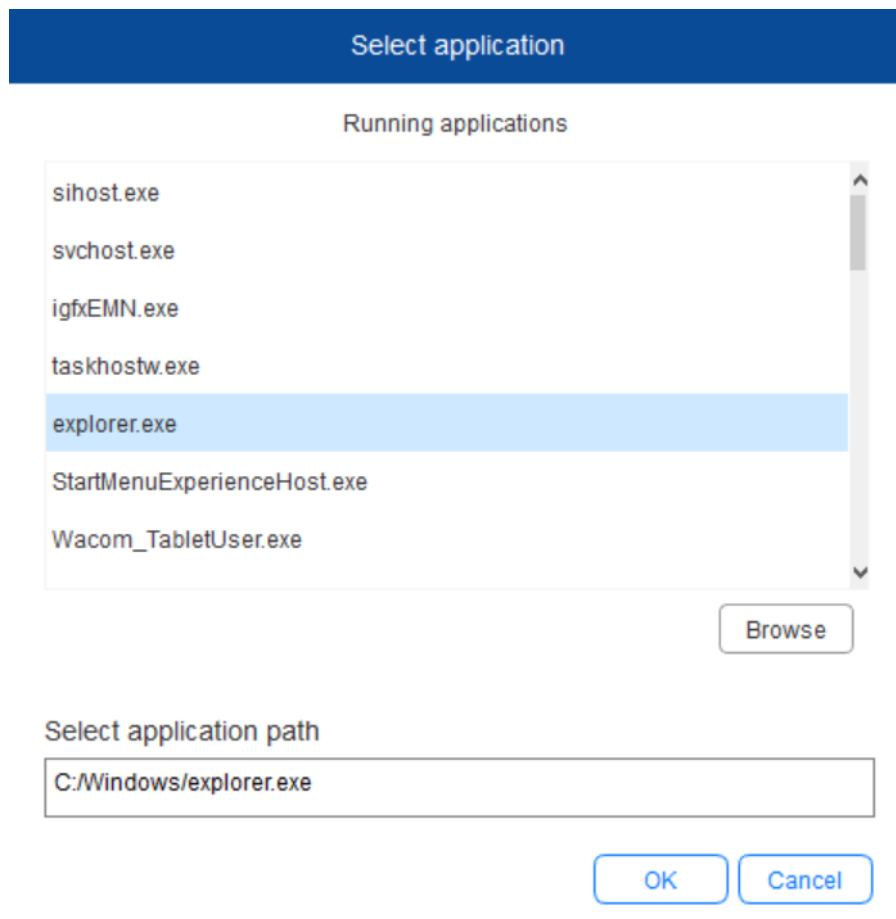 Select application
Running applications
sihost.exe
svchost.exe
igfxEMN.exe
taskhostw.exe
explorer.exe
StartMenuExperienceHost.exe
Wacom_TabletUser.exe
Browse
Select application path
C:/Windows/explorer.exe
OK Cancel